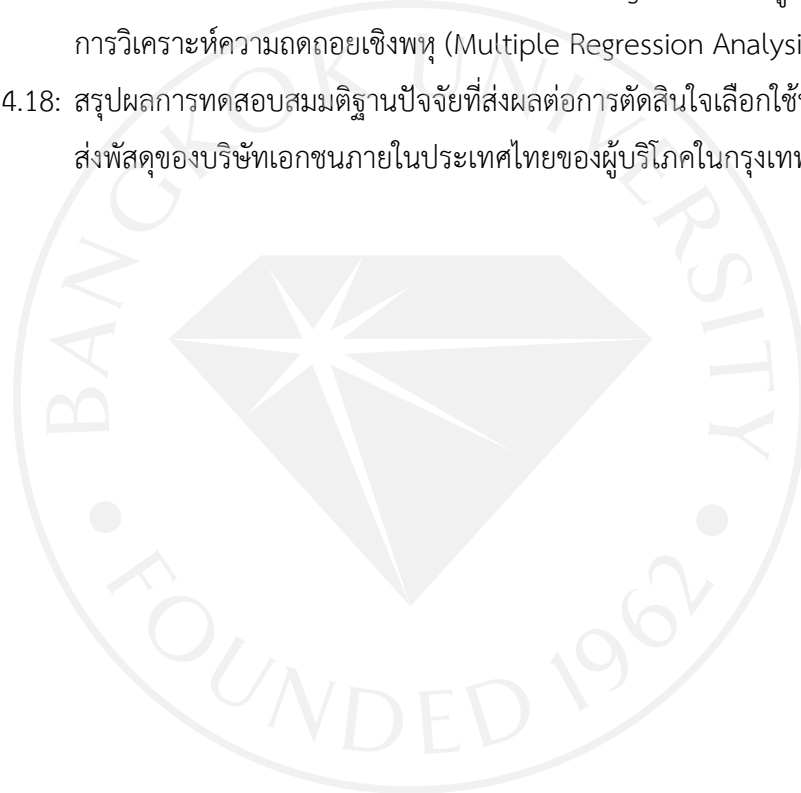 การวิเคราะห์ความถดถอยเชิงพหุ (Multiple Regression Analysi
4.18: สรุปผลการทดสอบสมมติฐานปัจจัยที่ส่งผลต่อการตัดสินใจเลือกใช้
ส่งพัสดุของบริษัทเอกชนภายในประเทศไทยของผู้บริโภคในกรุงเทพ
BANGKOK UNIVERSITY
FOUNDED 1962